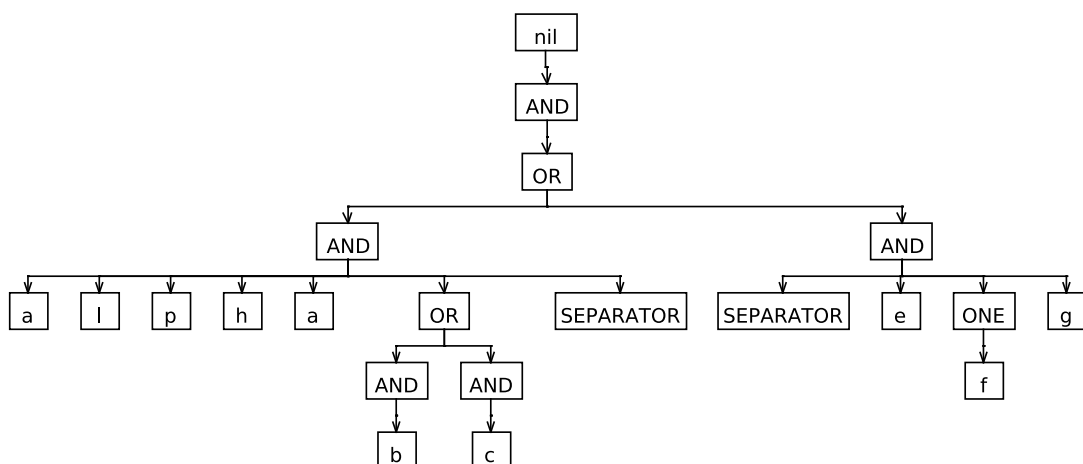 nil
AND
OR
AND AND
a l p h a OR SEPARATOR SEPARATOR e ONE g
AND AND f
b c